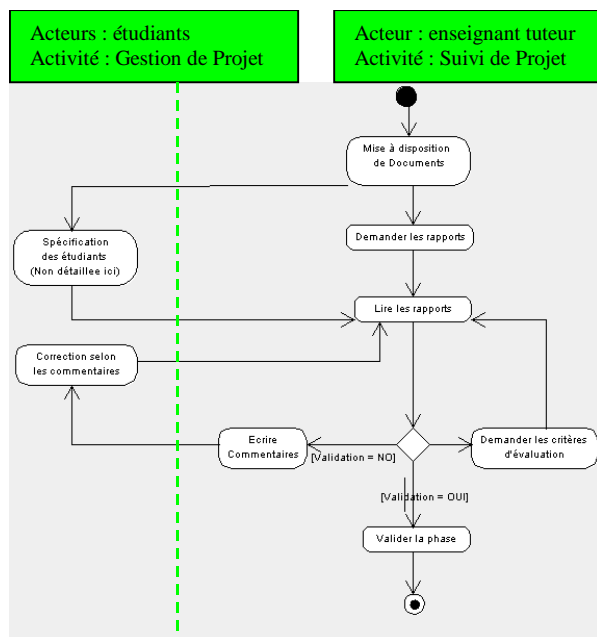 Acteurs : étudiants
Activité : Gestion de Projet
Acteur : enseignant tuteur
Activité : Suivi de Projet
Mise à disposition
de Documents
Spécification
des étudiants
(Non détaillee ici)
Demander les rapports
Lire les rapports
Correction selon
les commentaires
Ecrire
Commentaires
[Validation = NO]
Demander les critères
d'évaluation
[Validation = OUI]
Valider la phase